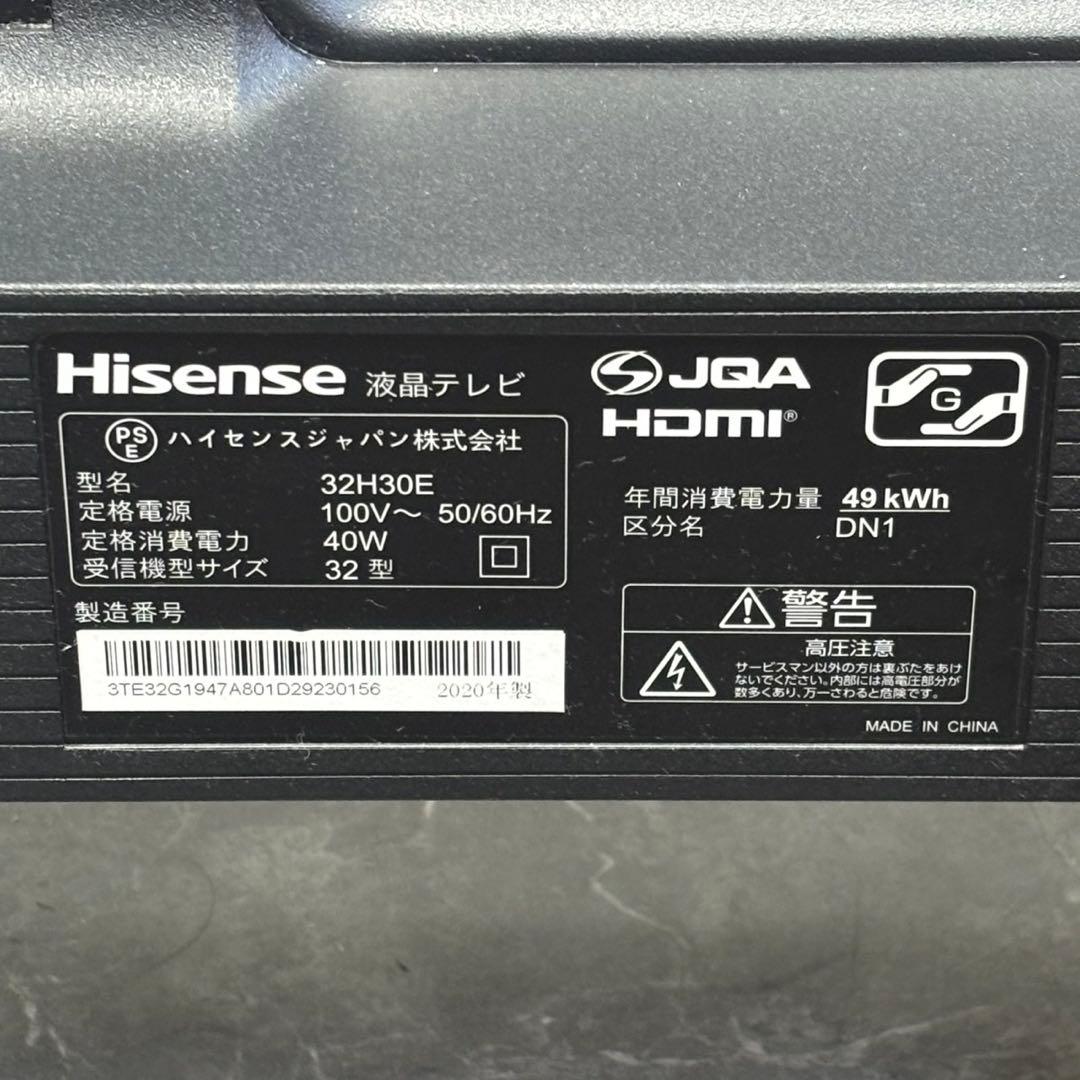 Hisense 液晶テレビ
PSE ハイセンスジャパン株式会社
型名 32H30E
定格電源 100V～ 50/60Hz
定格消費電力 40W
受信機型サイズ 32 型
製造番号
3TE32G1947A801D29230156 2020年製
JQA
HDMI®
G
年間消費電力量 49 kWh
区分名 DN1
警告
高圧注意
サービスマン以外の方は裏ぶたをあけ
ないでください。内部には高電圧部分が
数多くあり、万一さわると危険です。
MADE IN CHINA